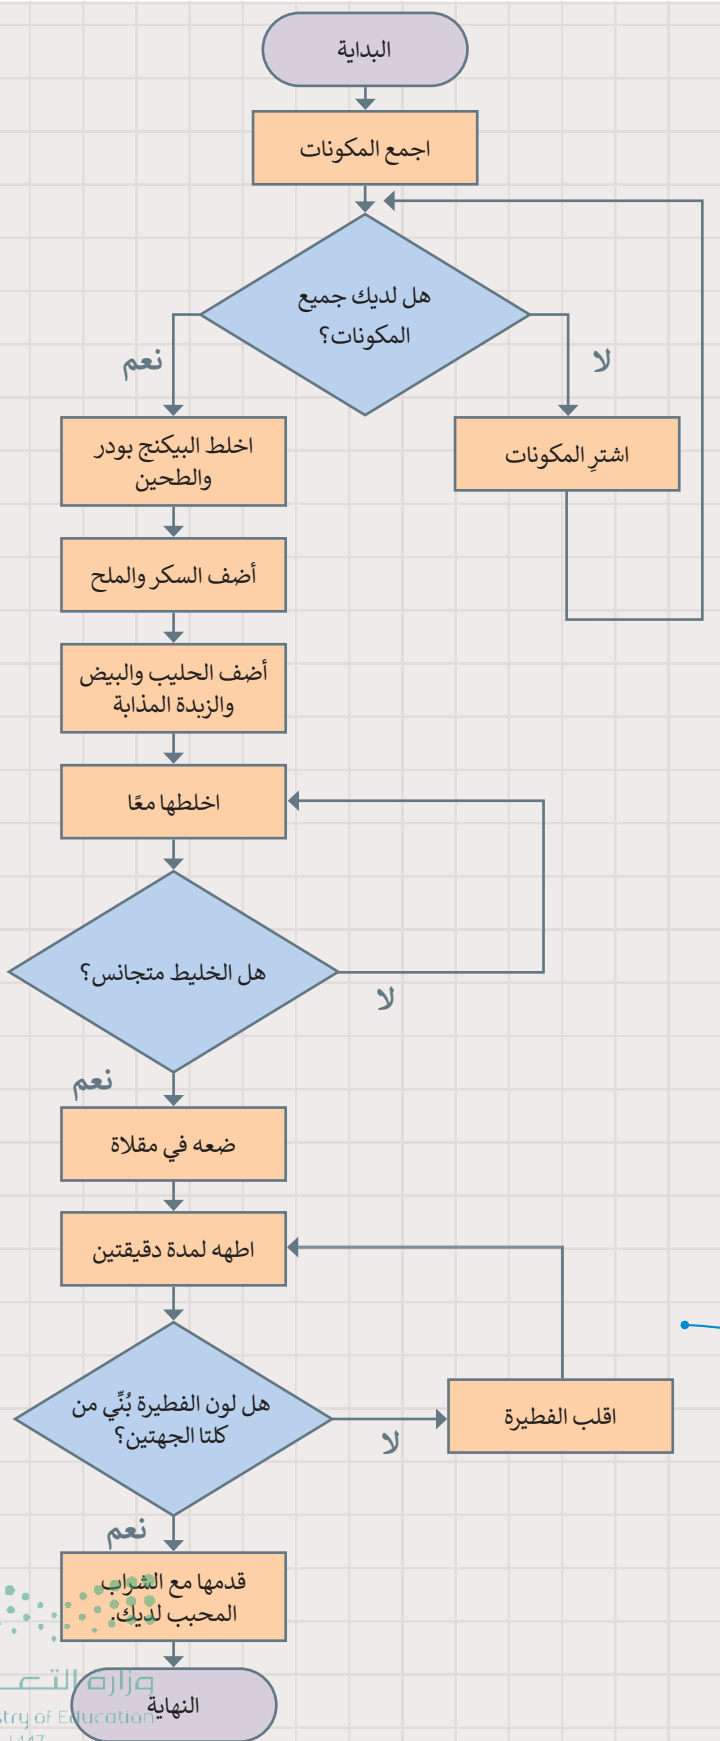 البداية
اجمع المكونات
هل لديك جميع
المكونات؟
نعم
لا
اشترِ المكونات
اخلط البيكنج بودر
والطحين
أضف السكر والملح
أضف الحليب والبيض
والزبدة المذابة
اخلطها معًا
هل الخليط متجانس؟
لا
نعم
ضعه في مقلاة
اطهه لمدة دقيقتين
هل لون الفطيرة بُنِّي من
كلتا الجهتين؟
لا
اقلب الفطيرة
نعم
قدمها مع الشراب
المحبب لديك.
النهاية
وزارة
of Education